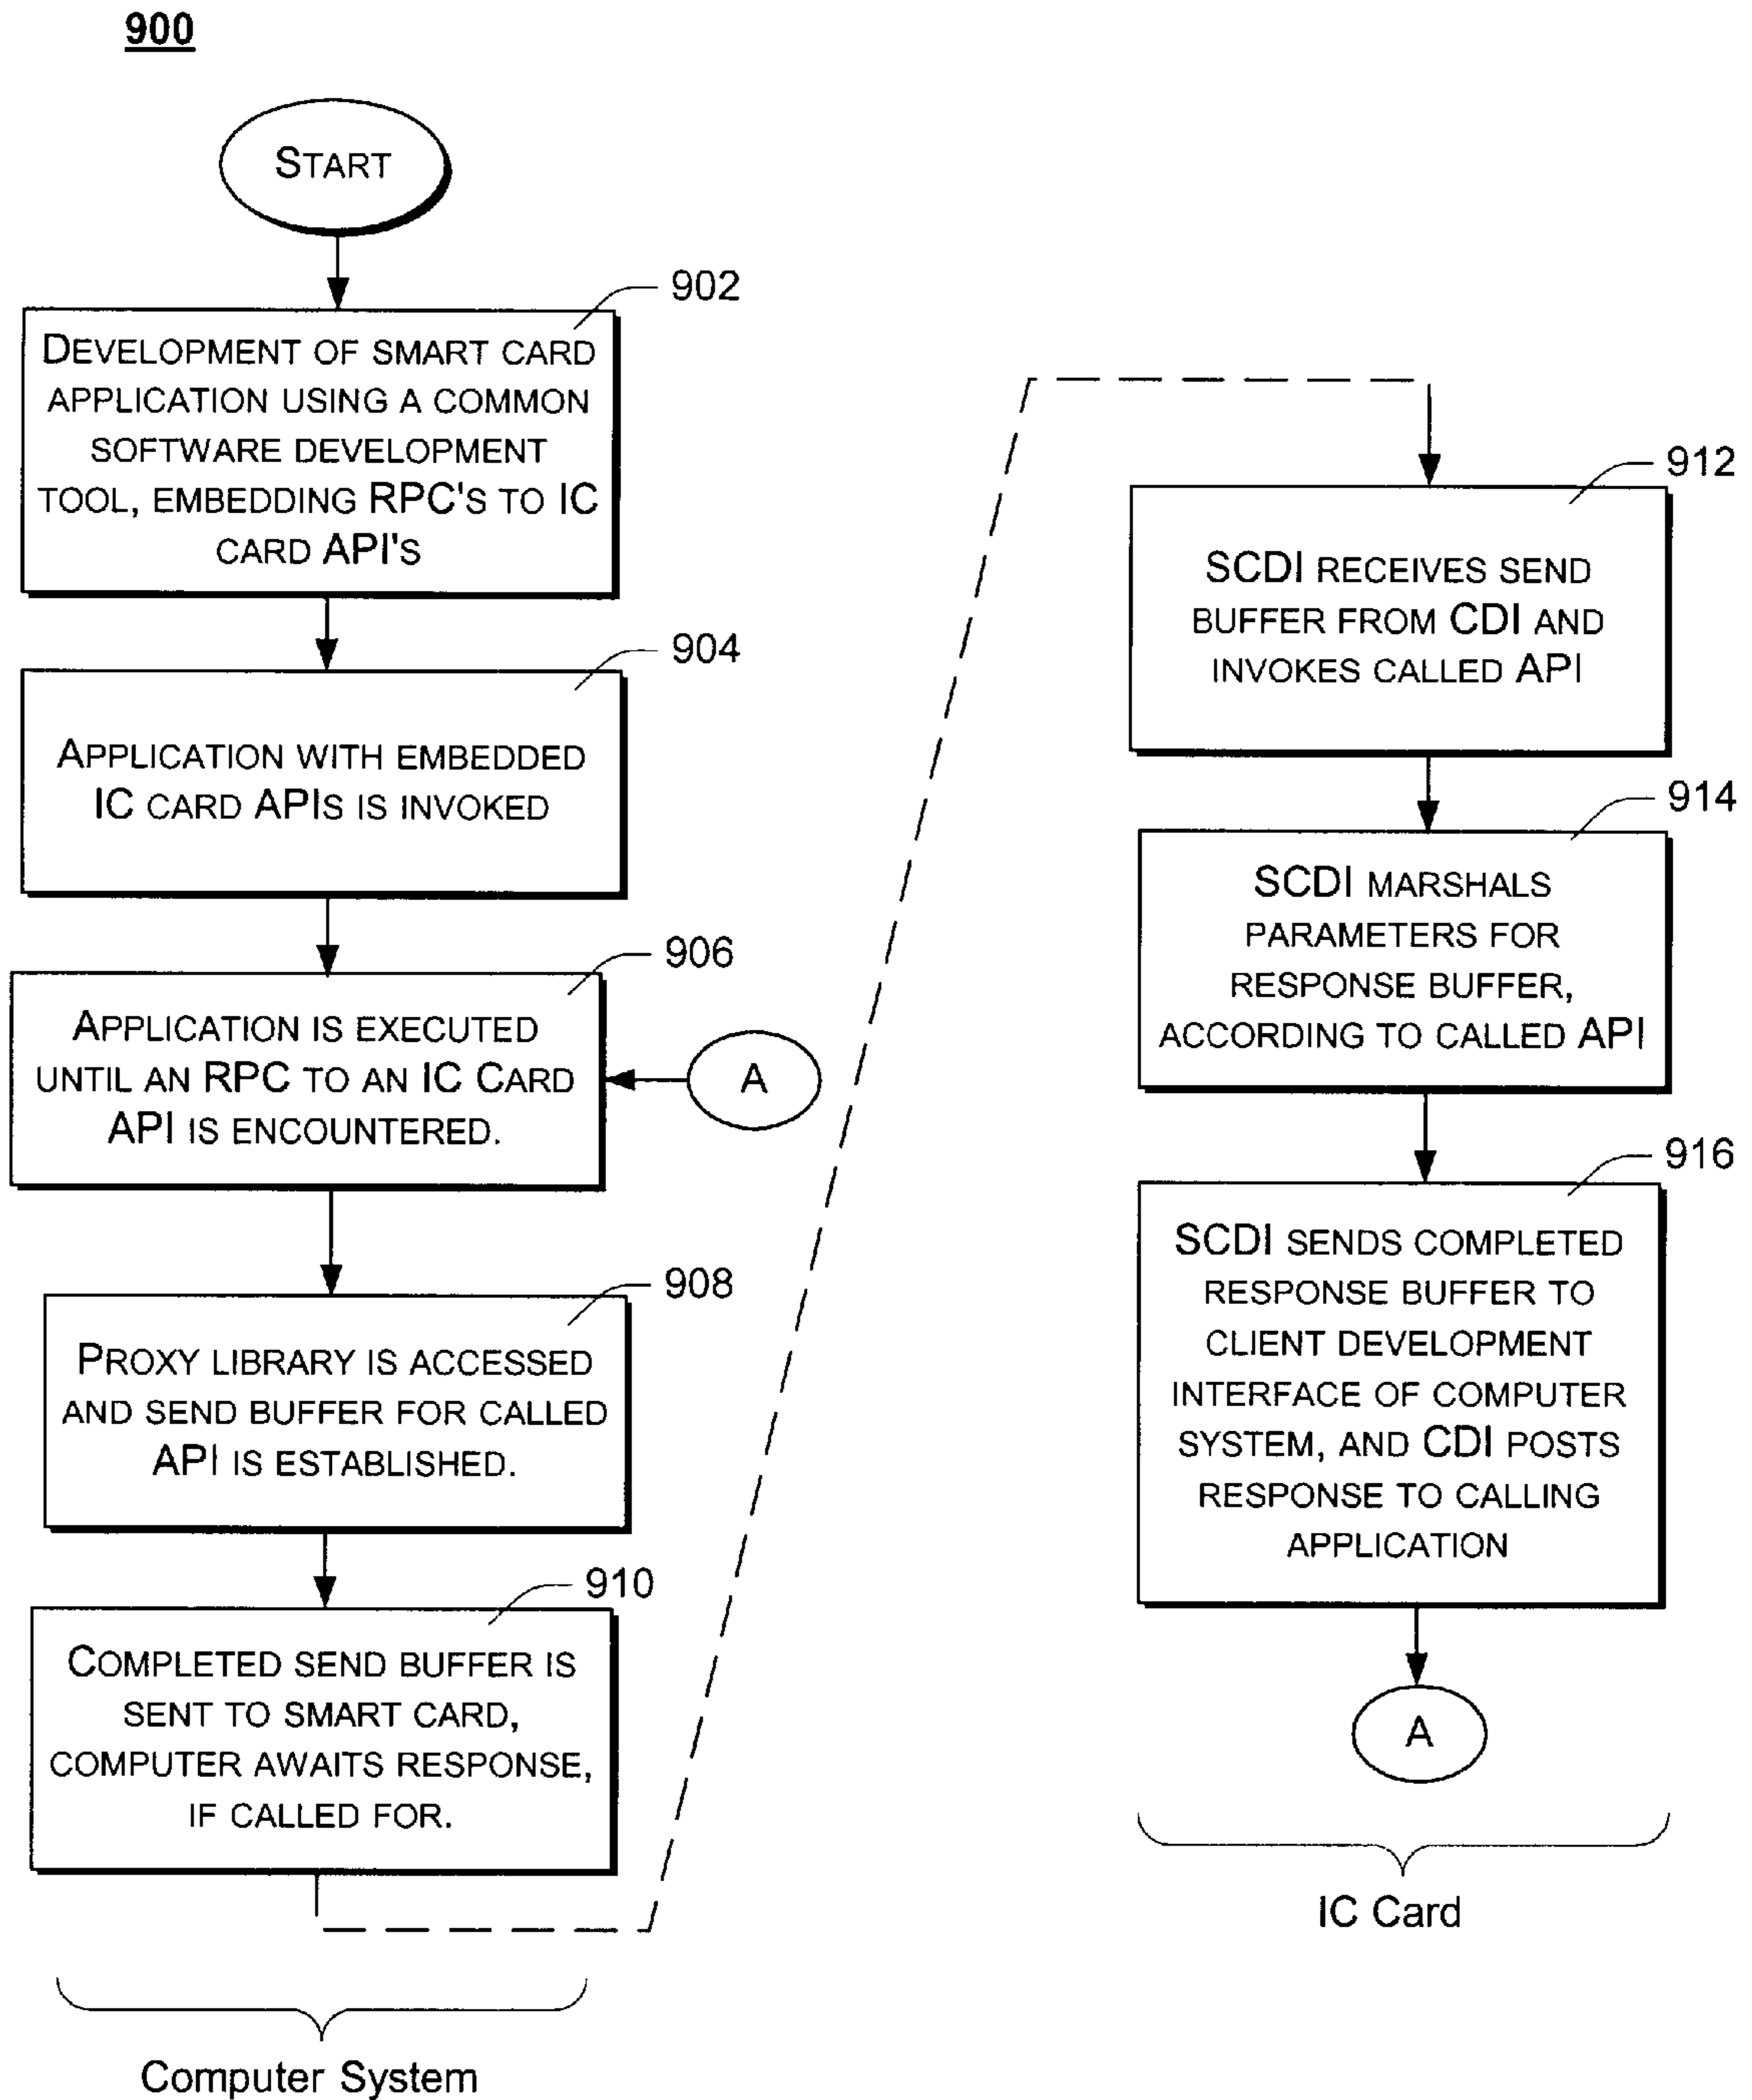 900
START
902
DEVELOPMENT OF SMART CARD
APPLICATION USING A COMMON
SOFTWARE DEVELOPMENT
TOOL, EMBEDDING RPC'S TO IC
CARD API'S
904
APPLICATION WITH EMBEDDED
IC CARD APIS IS INVOKED
906
APPLICATION IS EXECUTED
UNTIL AN RPC TO AN IC CARD
API IS ENCOUNTERED.
A
908
PROXY LIBRARY IS ACCESSED
AND SEND BUFFER FOR CALLED
API IS ESTABLISHED.
910
COMPLETED SEND BUFFER IS
SENT TO SMART CARD,
COMPUTER AWAITS RESPONSE,
IF CALLED FOR.
Computer System
912
SCDI RECEIVES SEND
BUFFER FROM CDI AND
INVOKES CALLED API
914
SCDI MARSHALS
PARAMETERS FOR
RESPONSE BUFFER,
ACCORDING TO CALLED API
916
SCDI SENDS COMPLETED
RESPONSE BUFFER TO
CLIENT DEVELOPMENT
INTERFACE OF COMPUTER
SYSTEM, AND CDI POSTS
RESPONSE TO CALLING
APPLICATION
A
IC Card